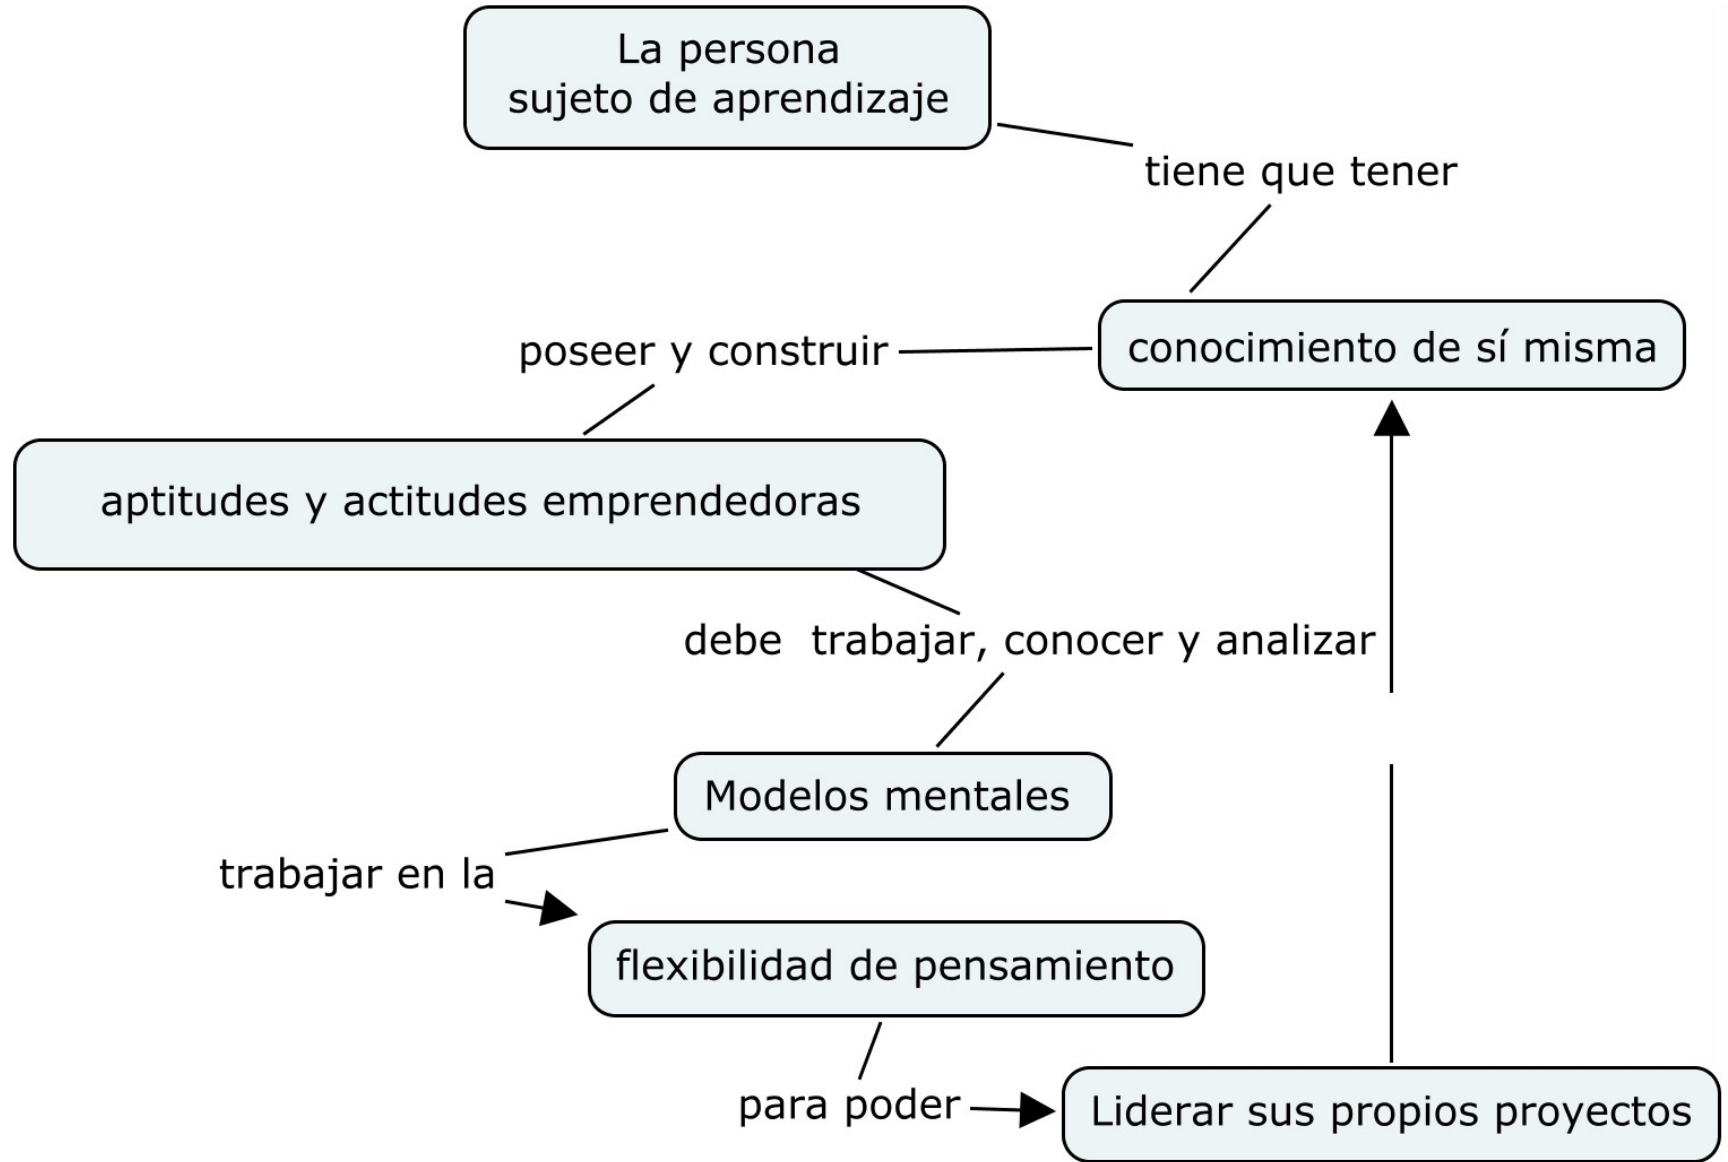 La persona
sujeto de aprendizaje
tiene que tener
conocimiento de sí misma
poseer y construir
aptitudes y actitudes emprendedoras
debe  trabajar, conocer y analizar
Modelos mentales
trabajar en la
flexibilidad de pensamiento
para poder
Liderar sus propios proyectos